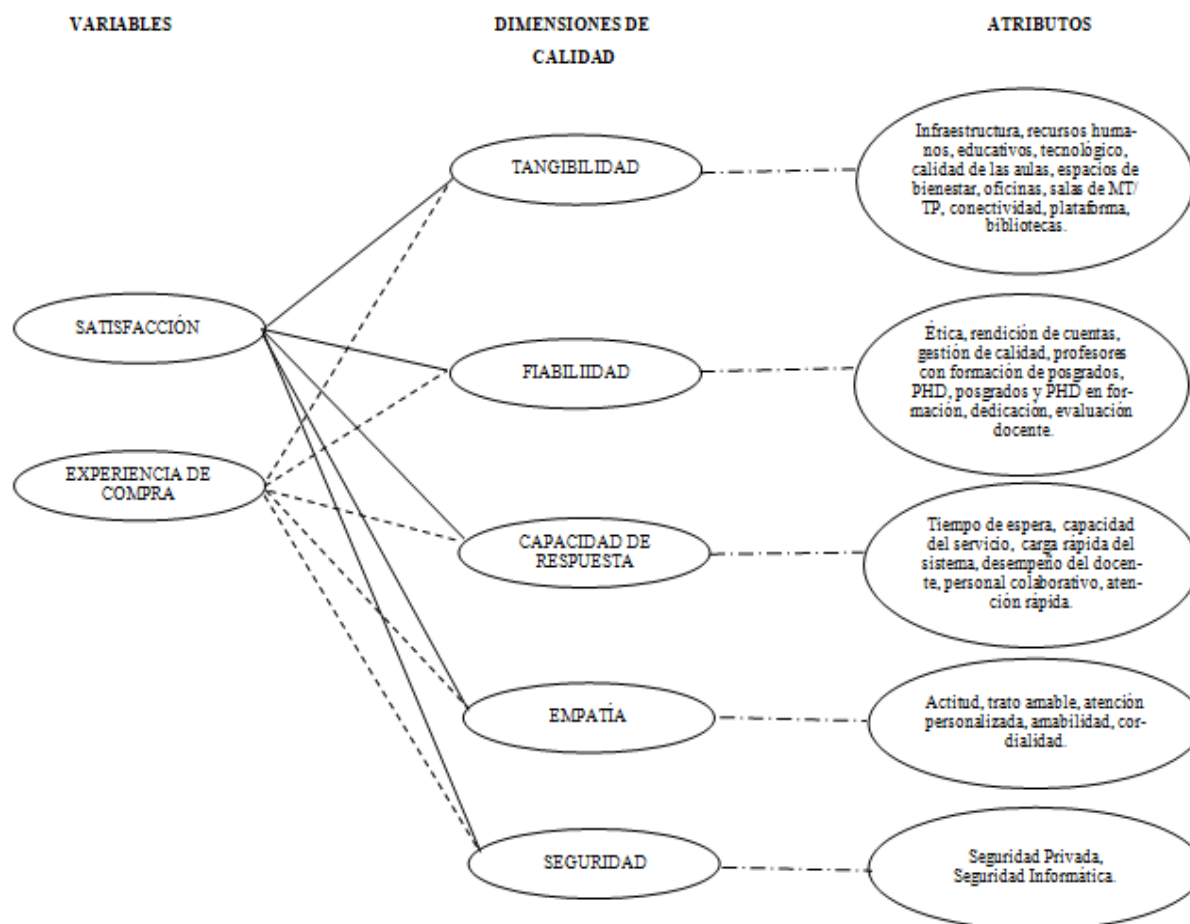 VARIABLES
DIMENSIONES DE
CALIDAD
ATRIBUTOS
TANGIBILIDAD
Infraestructura, recursos huma-
nos, educativos, tecnológico,
calidad de las aulas, espacios de
bienestar, oficinas, salas de MT/
TP, conectividad, plataforma,
bibliotecas.
SATISFACCIÓN
FIABILIIDAD
Ética, rendición de cuentas,
gestión de calidad, profesores
con formación de posgrados,
PHD, posgrados y PHD en for-
mación, dedicación, evaluación
docente.
EXPERIENCIA DE
COMPRA
CAPACIDAD DE
RESPUESTA
Tiempo de espera, capacidad
del servicio, carga rápida del
sistema, desempeño del docen-
te, personal colaborativo, aten-
ción rápida.
EMPATÍA
Actitud, trato amable, atención
personalizada, amabilidad, cor-
dialidad.
SEGURIDAD
Seguridad Privada,
Seguridad Informática.